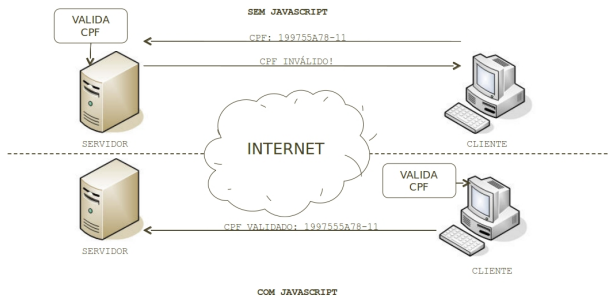 SEM JAVASCRIPT
VALIDA
CPF
CPF: 199755A78-11
CPF INVÁLIDO!
SERVIDOR
CLIENTE
INTERNET
VALIDA
CPF
CPF VALIDADO: 1997555A78-11
SERVIDOR
CLIENTE
COM JAVASCRIPT